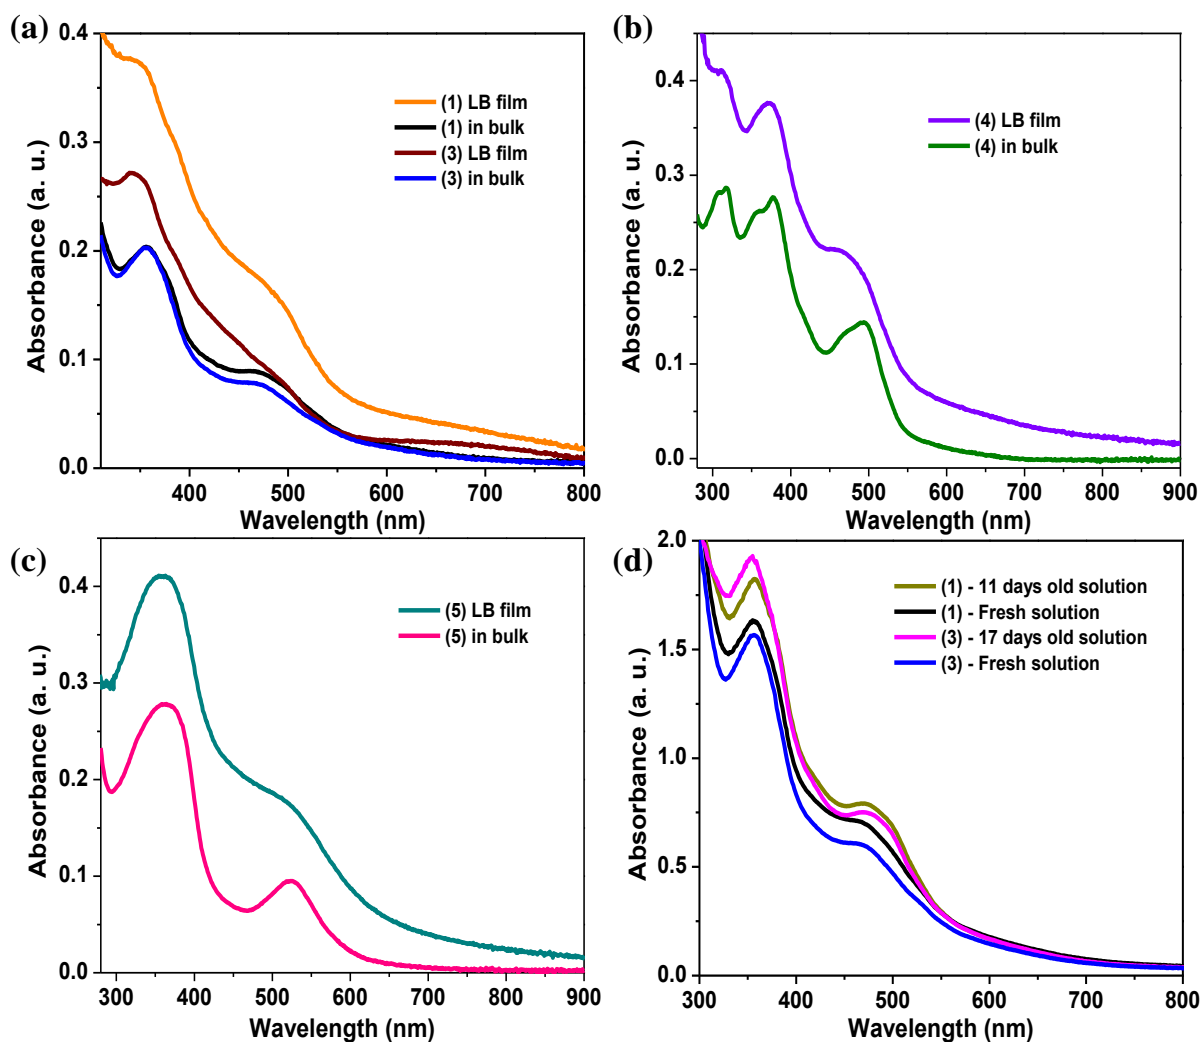 (a)
0.4
0.3
0.2
0.1
0.0
Absorbance (a. u.)
(1) LB film
(1) in bulk
(3) LB film
(3) in bulk
400 500 600 700 800
Wavelength (nm)
(b)
0.4
0.3
0.2
0.1
0.0
Absorbance (a. u.)
(4) LB film
(4) in bulk
300 400 500 600 700 800 900
Wavelength (nm)
(c)
0.4
0.3
0.2
0.1
0.0
Absorbance (a. u.)
(5) LB film
(5) in bulk
300 400 500 600 700 800 900
Wavelength (nm)
(d)
2.0
1.5
1.0
0.5
0.0
Absorbance (a. u.)
(1) - 11 days old solution
(1) - Fresh solution
(3) - 17 days old solution
(3) - Fresh solution
300 400 500 600 700 800
Wavelength (nm)